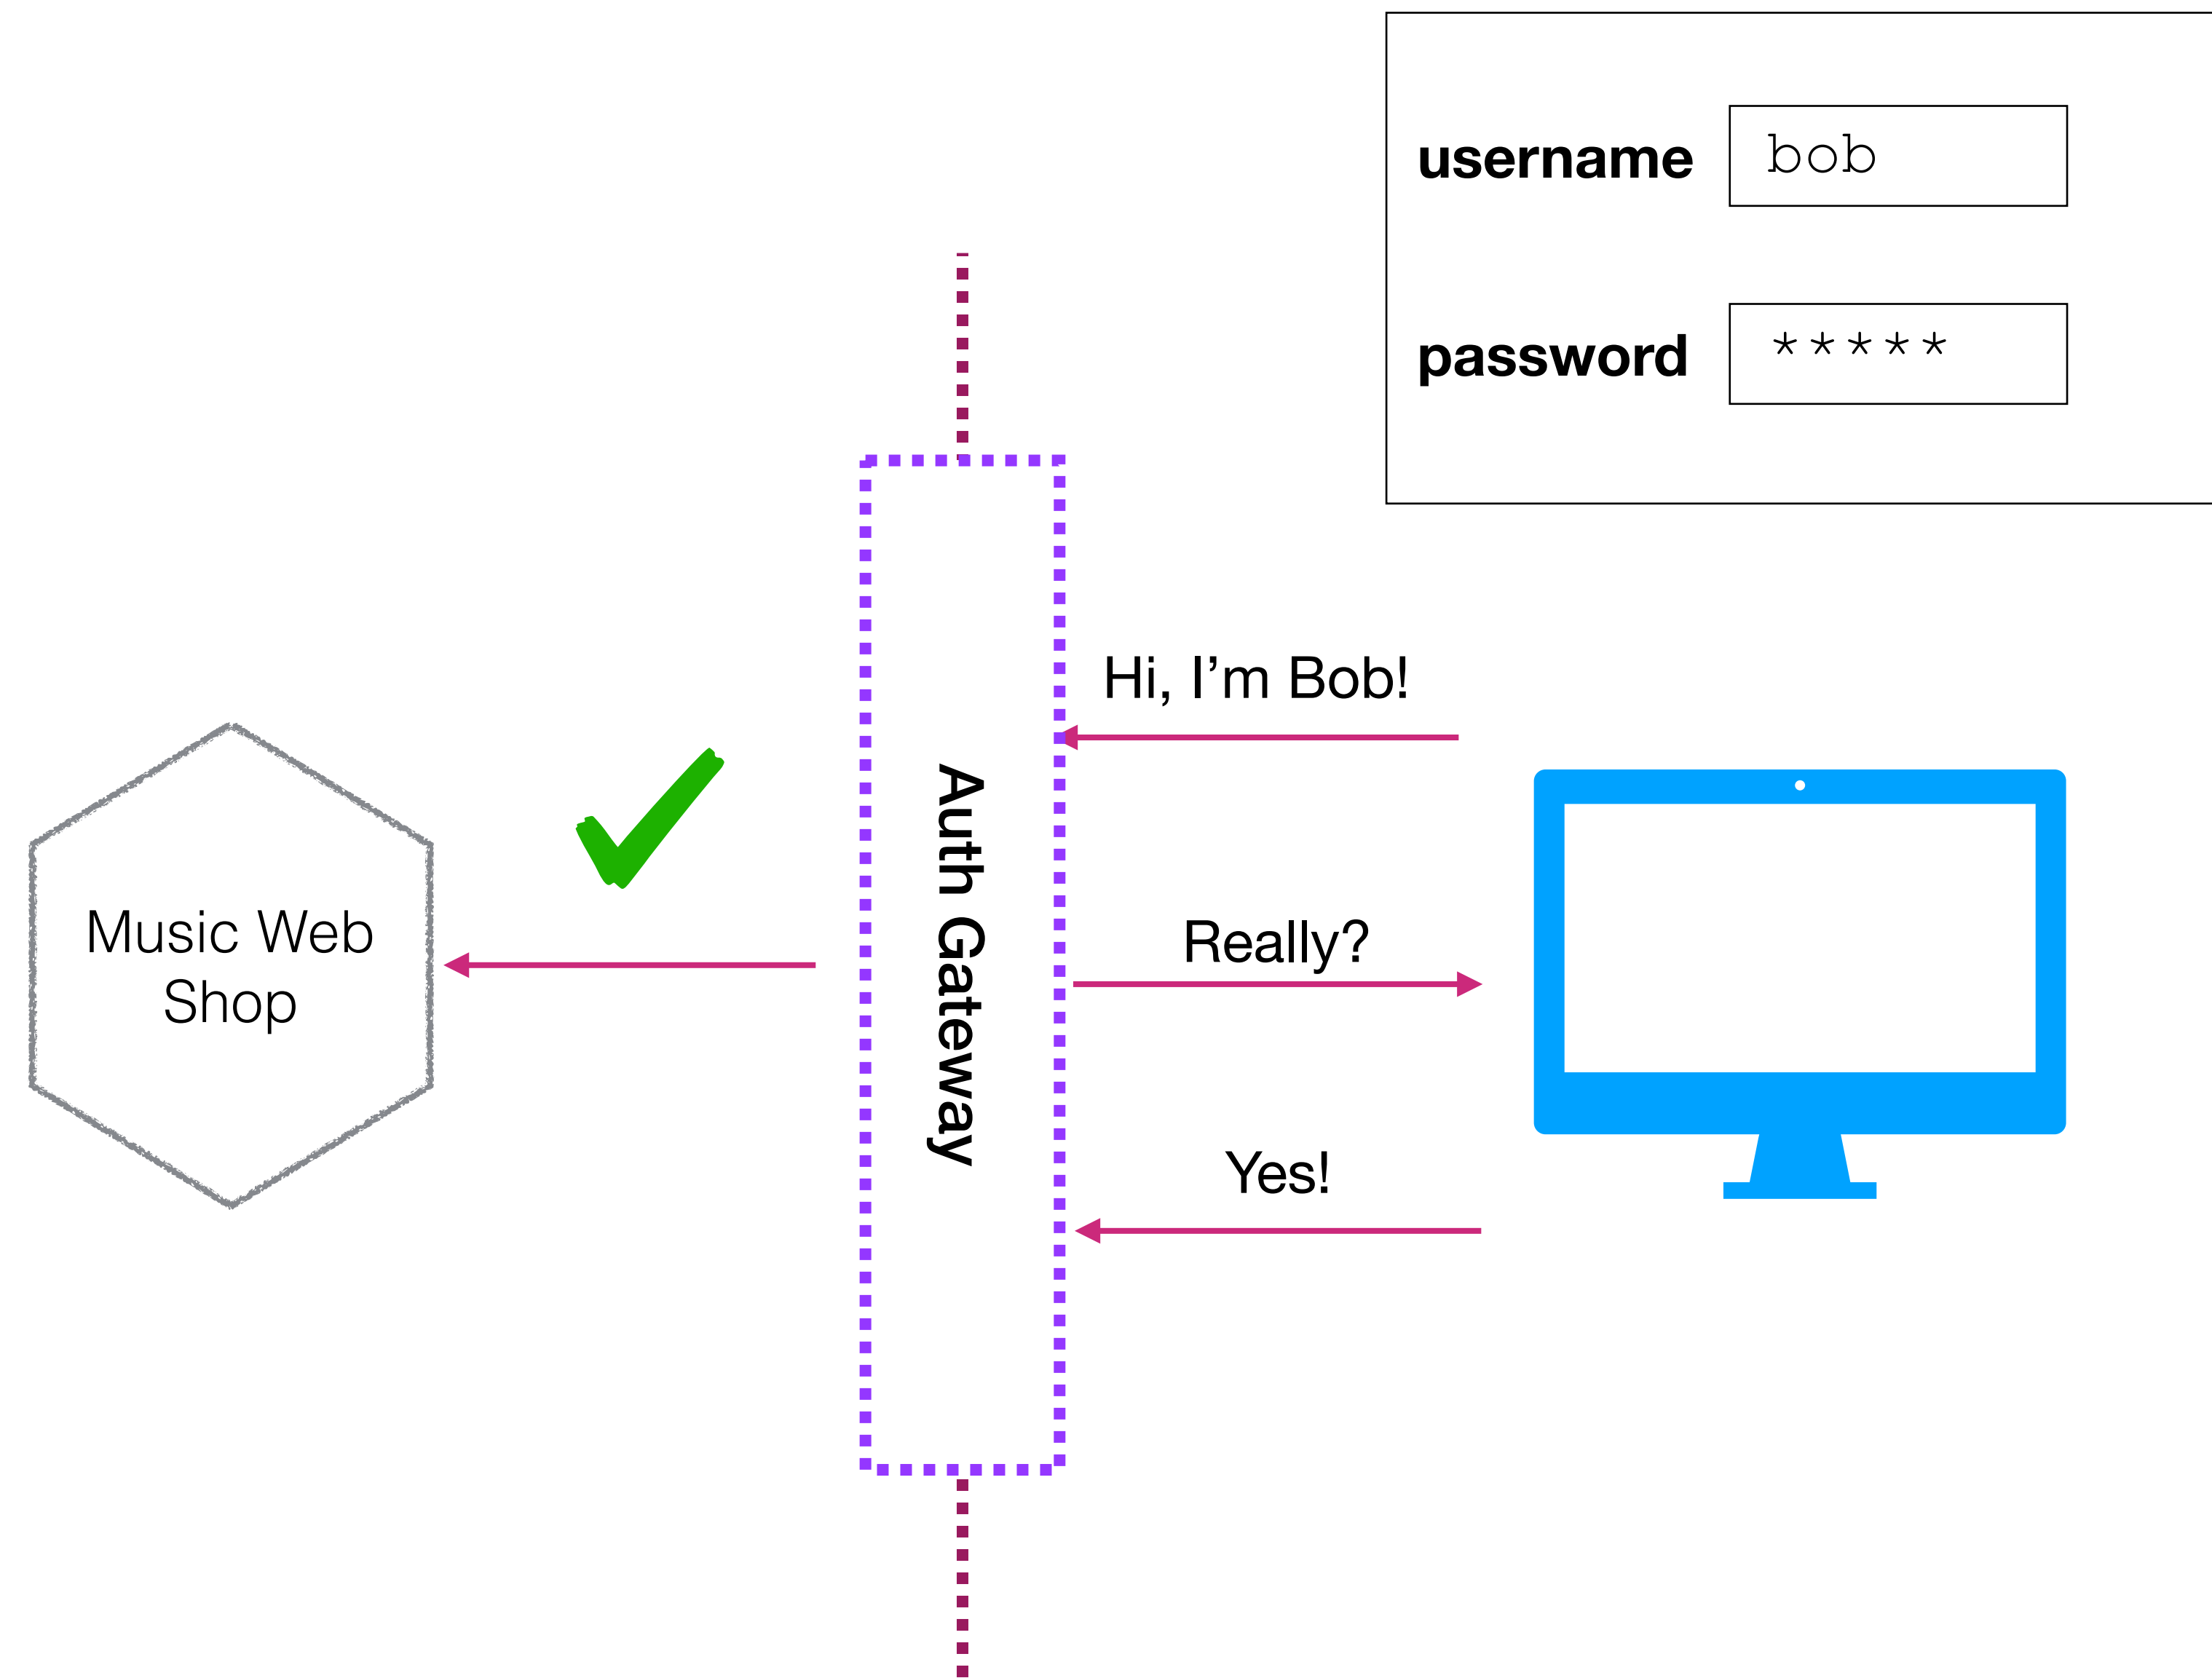 username
bob
password
*****
Hi, I’m Bob!
Auth Gateway
Music Web
Shop
Really?
Yes!